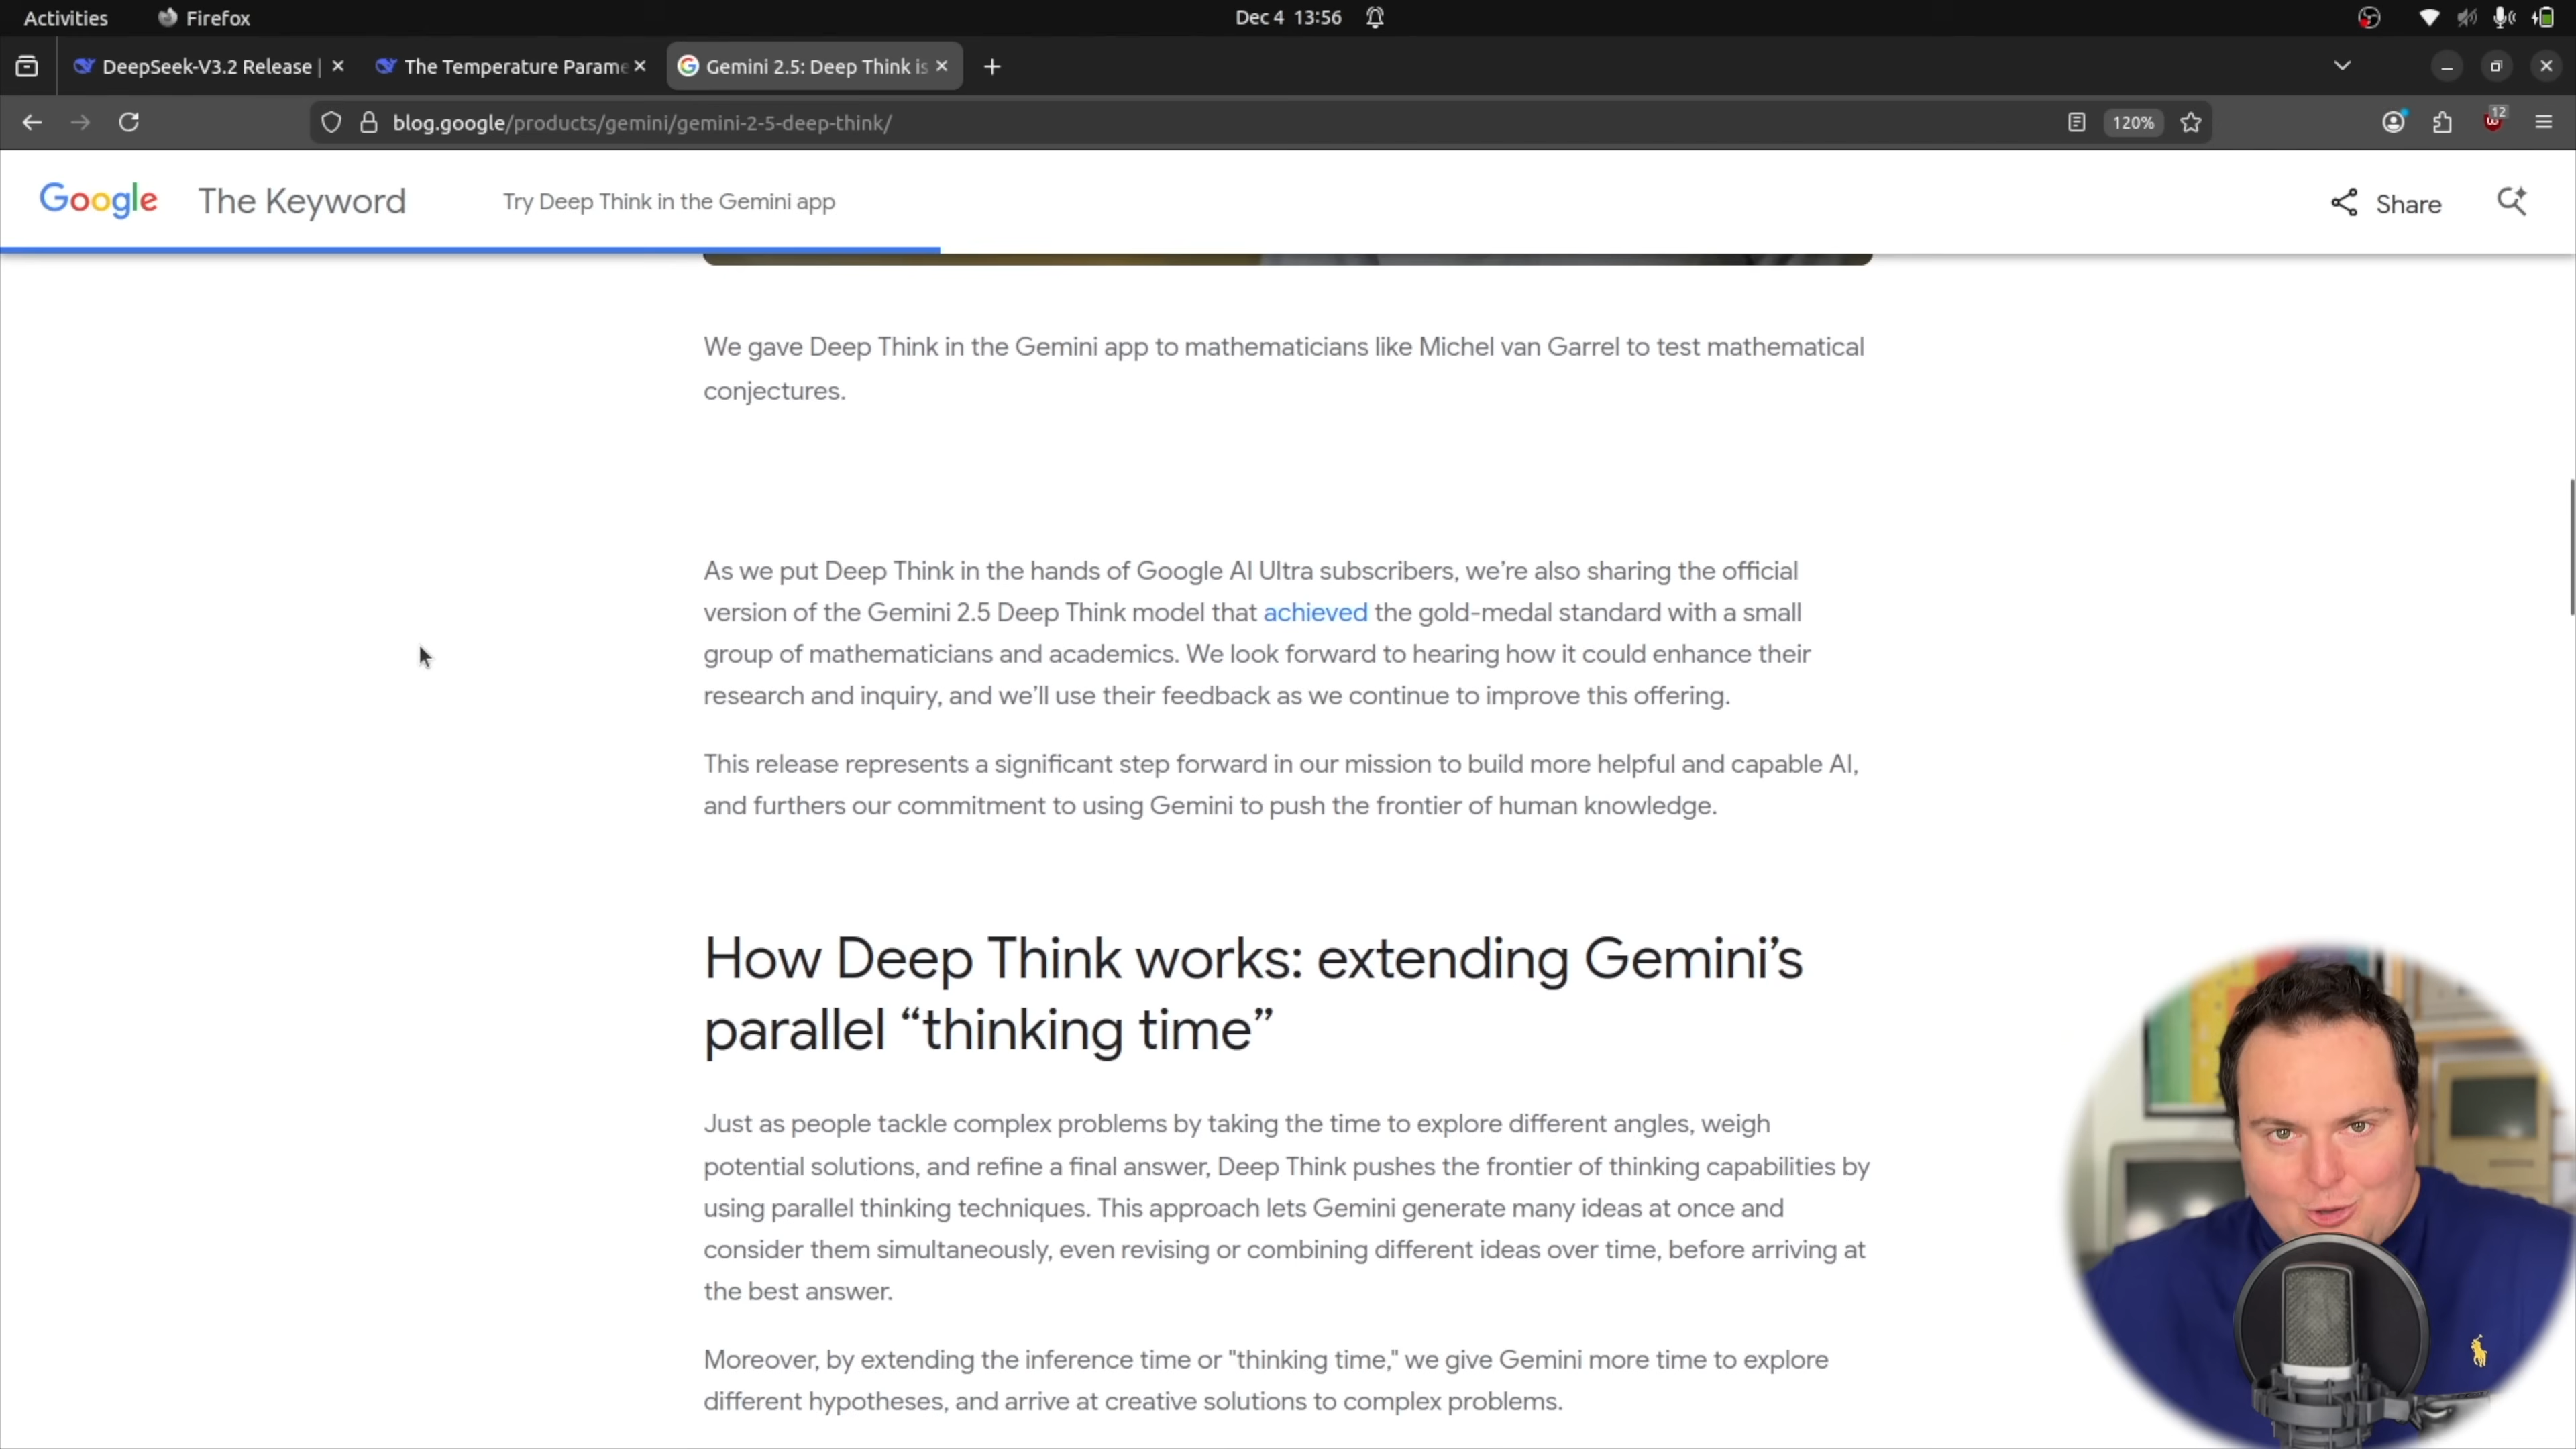 Activities Firefox Dec 4 13:56
DeepSeek-V3.2 Release | The Temperature Parame Gemini 2.5: Deep Think is
blog.google/products/gemini/gemini-2-5-deep-think/ 120% 12
Google The Keyword Try Deep Think in the Gemini app Share
We gave Deep Think in the Gemini app to mathematicians like Michel van Garrel to test mathematical
conjectures.
As we put Deep Think in the hands of Google AI Ultra subscribers, we’re also sharing the official
version of the Gemini 2.5 Deep Think model that achieved the gold-medal standard with a small
group of mathematicians and academics. We look forward to hearing how it could enhance their
research and inquiry, and we’ll use their feedback as we continue to improve this offering.
This release represents a significant step forward in our mission to build more helpful and capable AI,
and furthers our commitment to using Gemini to push the frontier of human knowledge.
How Deep Think works: extending Gemini’s
parallel “thinking time”
Just as people tackle complex problems by taking the time to explore different angles, weigh
potential solutions, and refine a final answer, Deep Think pushes the frontier of thinking capabilities by
using parallel thinking techniques. This approach lets Gemini generate many ideas at once and
consider them simultaneously, even revising or combining different ideas over time, before arriving at
the best answer.
Moreover, by extending the inference time or "thinking time," we give Gemini more time to explore
different hypotheses, and arrive at creative solutions to complex problems.